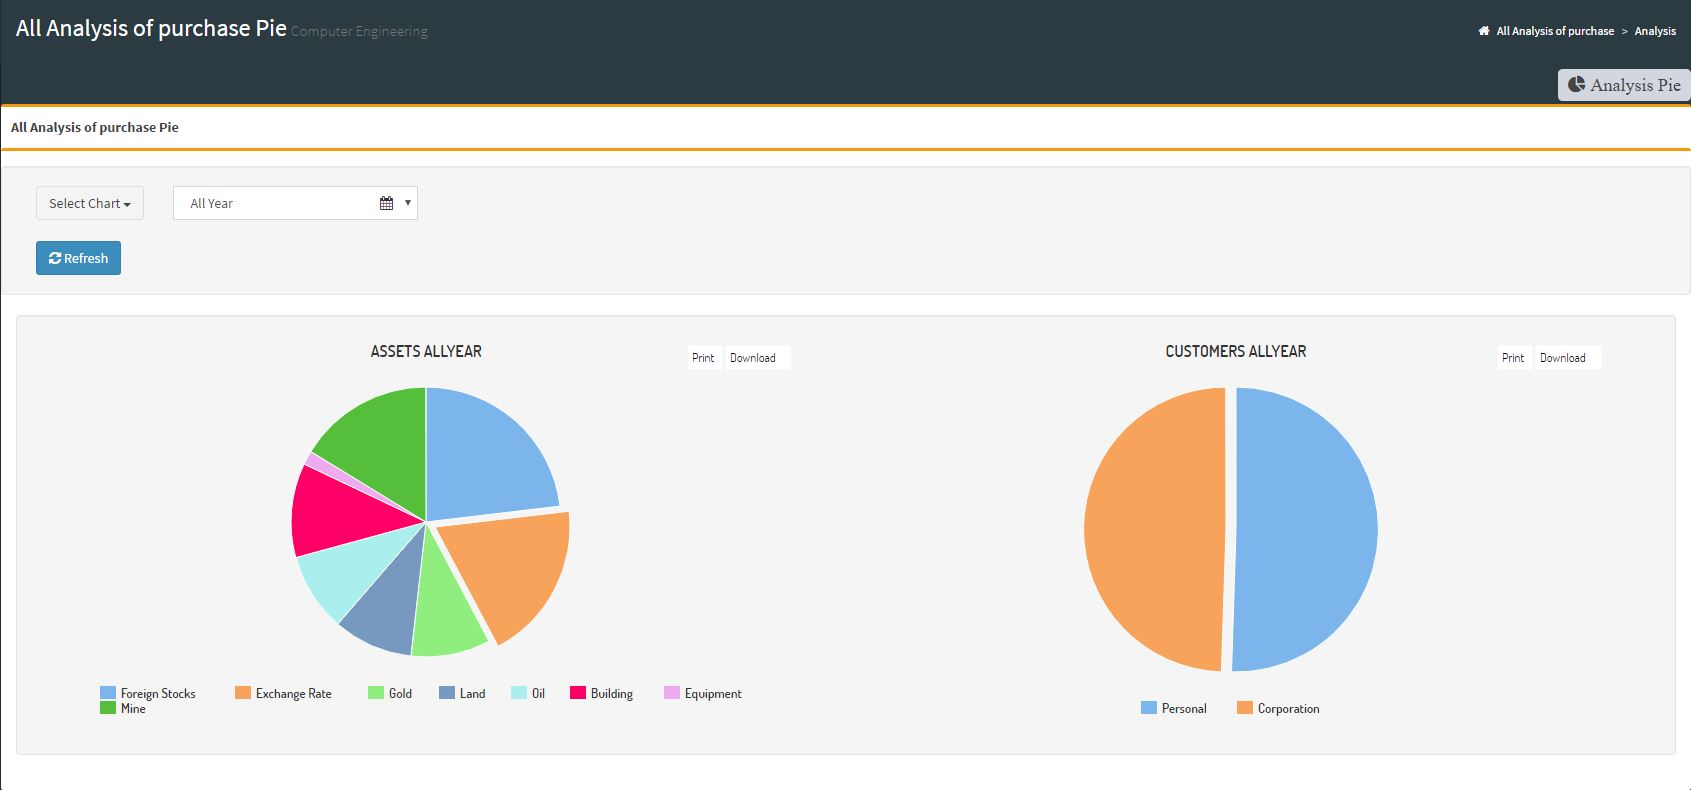 All Analysis of purchase Pie Computer Engineering
All Analysis of purchase > Analysis
Analysis Pie
All Analysis of purchase Pie
Select Chart
All Year
Refresh
ASSETS ALLYEAR
Print Download
Foreign Stocks Exchange Rate Gold Land Oil Building Equipment
Mine
CUSTOMERS ALLYEAR
Print Download
Personal Corporation